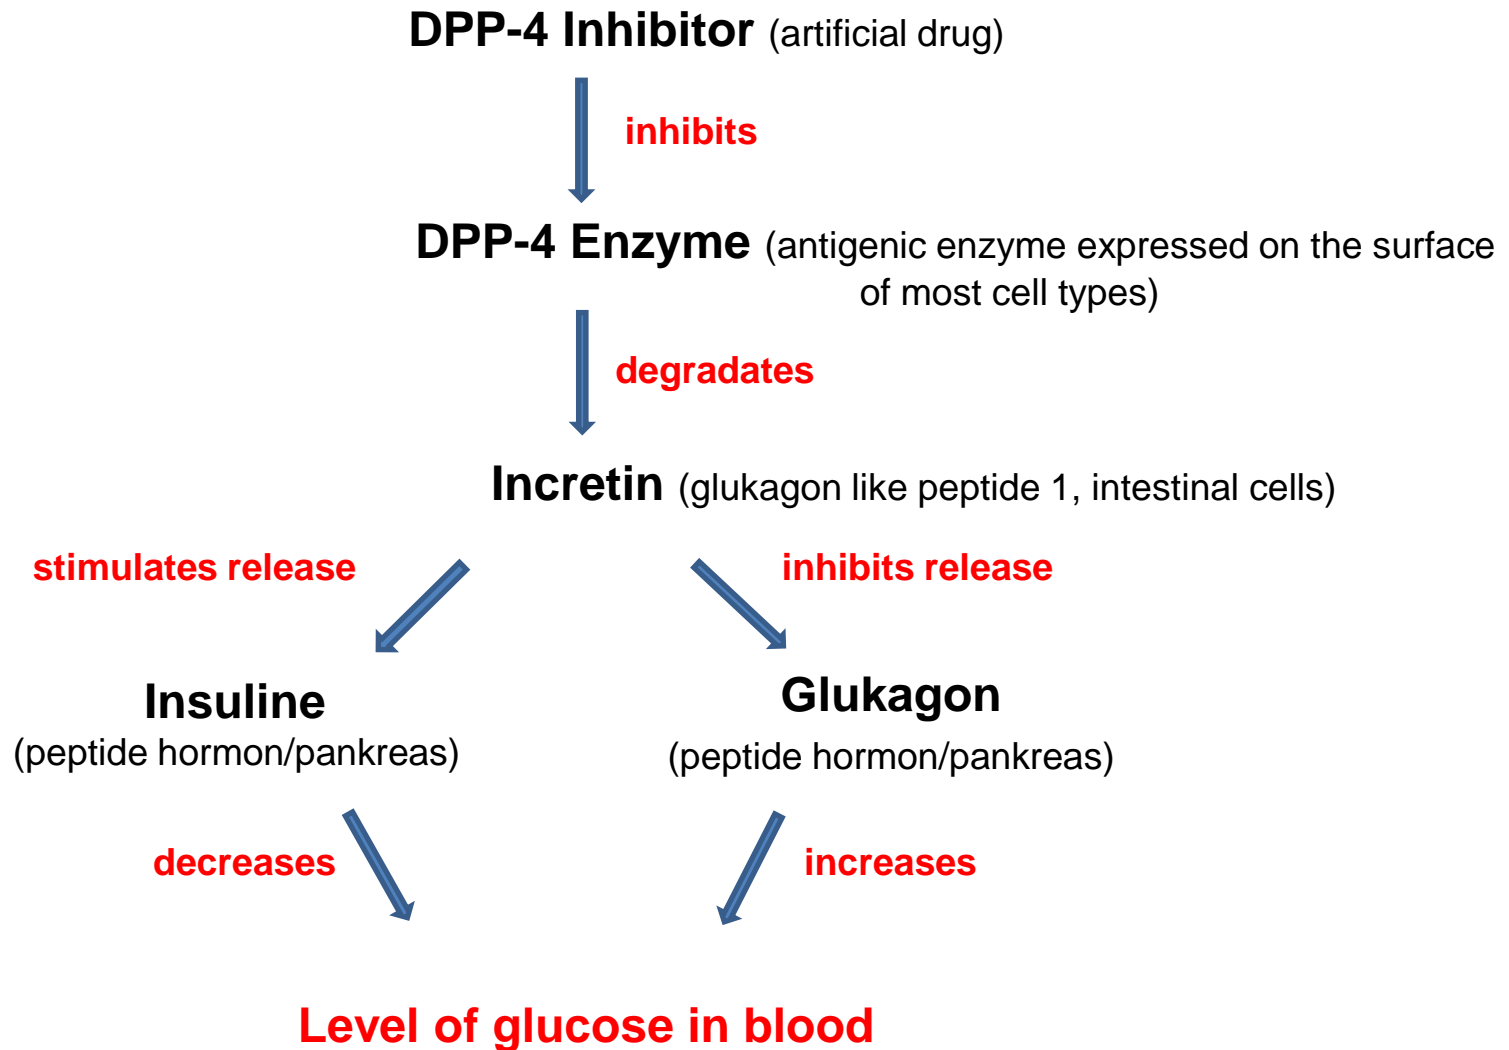 DPP-4 Inhibitor (artificial drug)
inhibits
DPP-4 Enzyme (antigenic enzyme expressed on the surface
of most cell types)
degradates
Incretin (glukagon like peptide 1, intestinal cells)
stimulates release
inhibits release
Insuline
(peptide hormon/pankreas)
Glukagon
(peptide hormon/pankreas)
decreases
increases
Level of glucose in blood